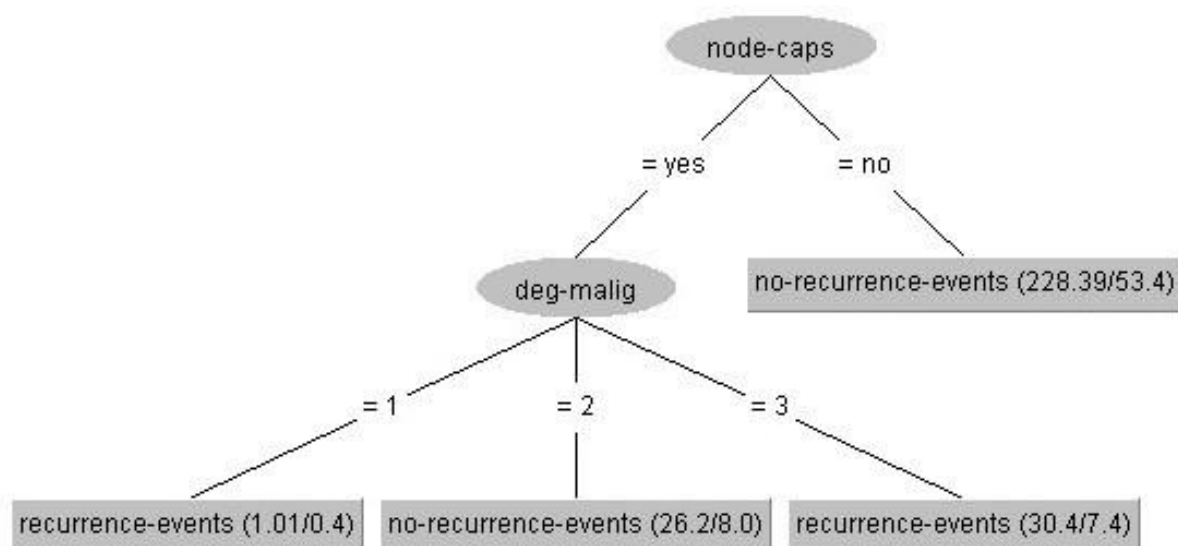 node-caps
= yes
= no
deg-malig
no-recurrence-events (228.39/53.4)
= 1
= 2
= 3
recurrence-events (1.01/0.4)
no-recurrence-events (26.2/8.0)
recurrence-events (30.4/7.4)